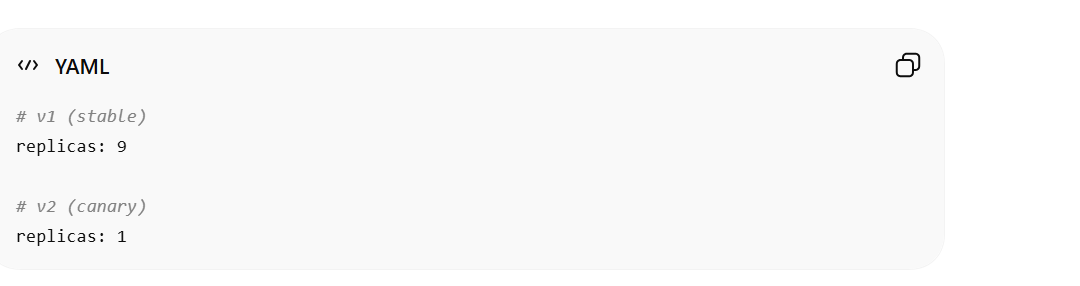 </> YAML
# v1 (stable)
replicas: 9
# v2 (canary)
replicas: 1